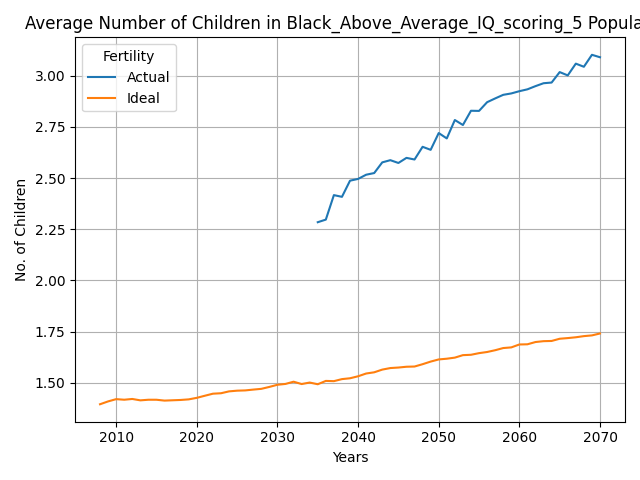 Average Number of Children in Black_Above_Average_IQ_scoring_5 Popula
Fertility
Actual
Ideal
3.00
2.75
2.50
2.25
2.00
1.75
1.50
No. of Children
2010 2020 2030 2040 2050 2060 2070
Years